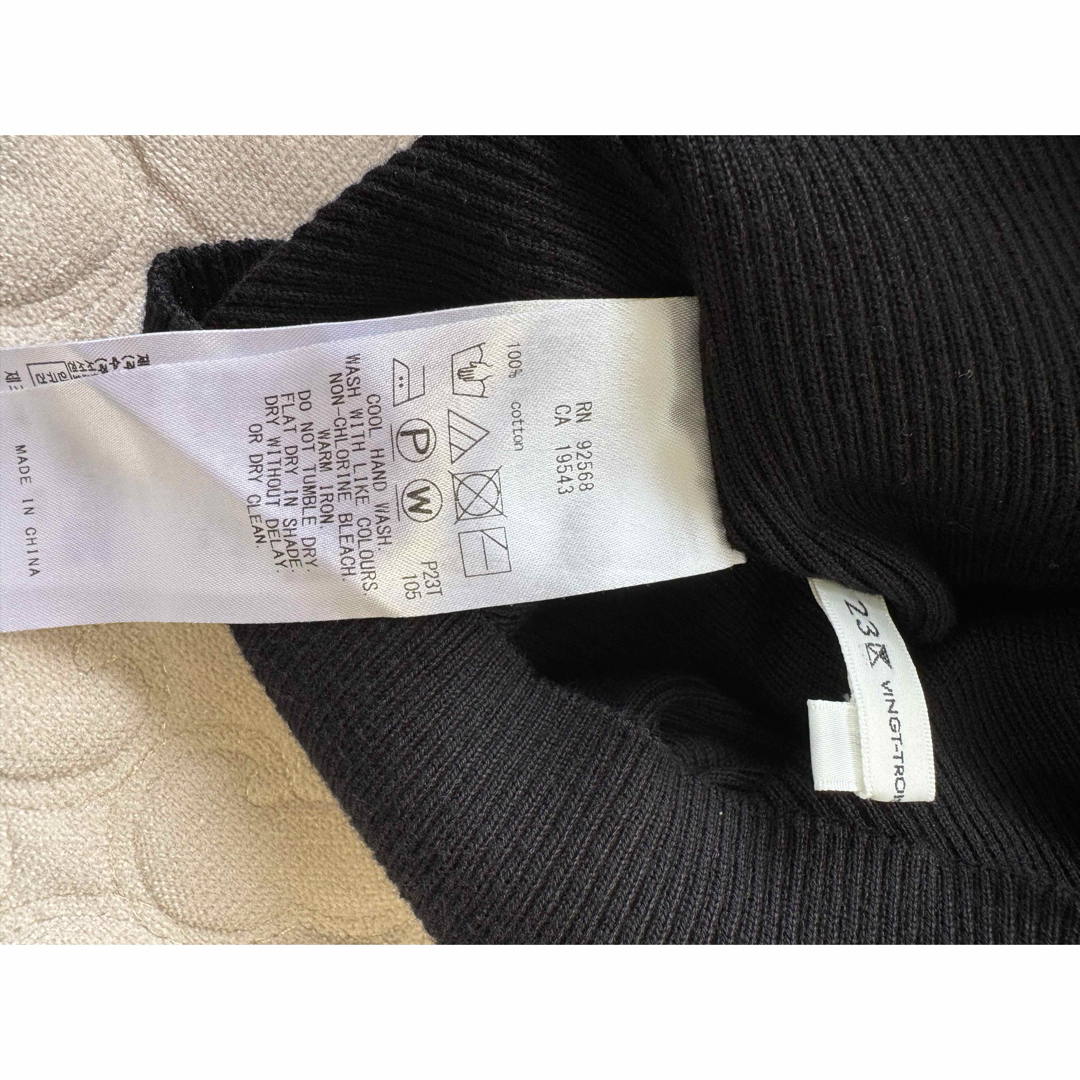 RN 92568
CA 19543
100% cotton
P W
P23T
105
COOL HAND WASH.
WASH WITH LIKE COLOURS
NON-CHLORINE BLEACH.
WARM IRON.
DO NOT TUMBLE DRY.
FLAT DRY IN SHADE.
DRY WITHOUT DELAY.
OR DRY CLEAN.
MADE IN CHINA
23区
VINGT-TROI